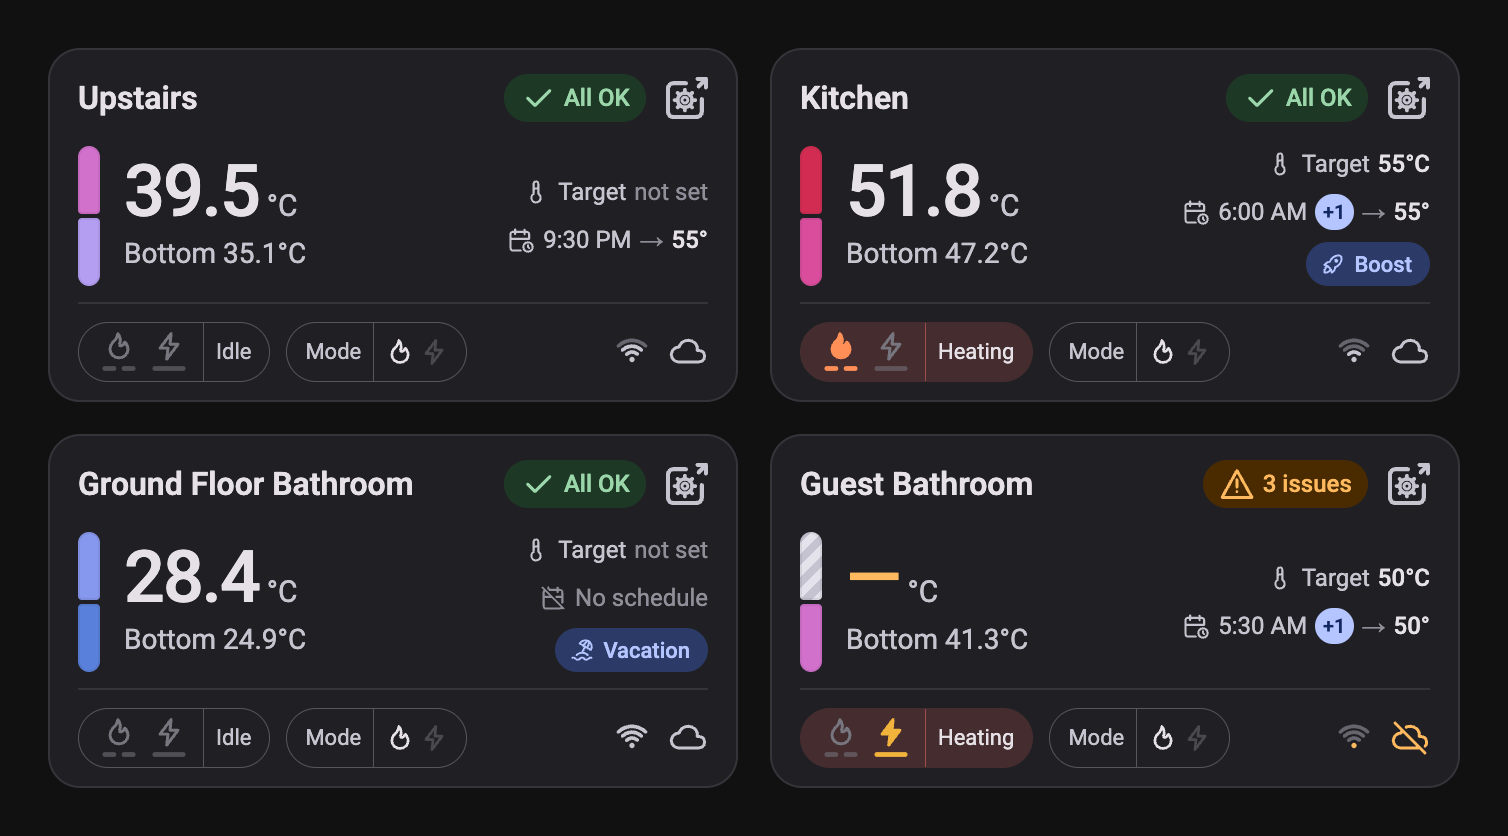 Upstairs
All OK
39.5 °C
Bottom 35.1°C
Target not set
9:30 PM → 55°
Idle
Mode
Kitchen
All OK
51.8 °C
Bottom 47.2°C
Target 55°C
6:00 AM +1 → 55°
Boost
Heating
Mode
Ground Floor Bathroom
All OK
28.4 °C
Bottom 24.9°C
Target not set
No schedule
Vacation
Idle
Mode
Guest Bathroom
3 issues
— °C
Bottom 41.3°C
Target 50°C
5:30 AM +1 → 50°
Heating
Mode